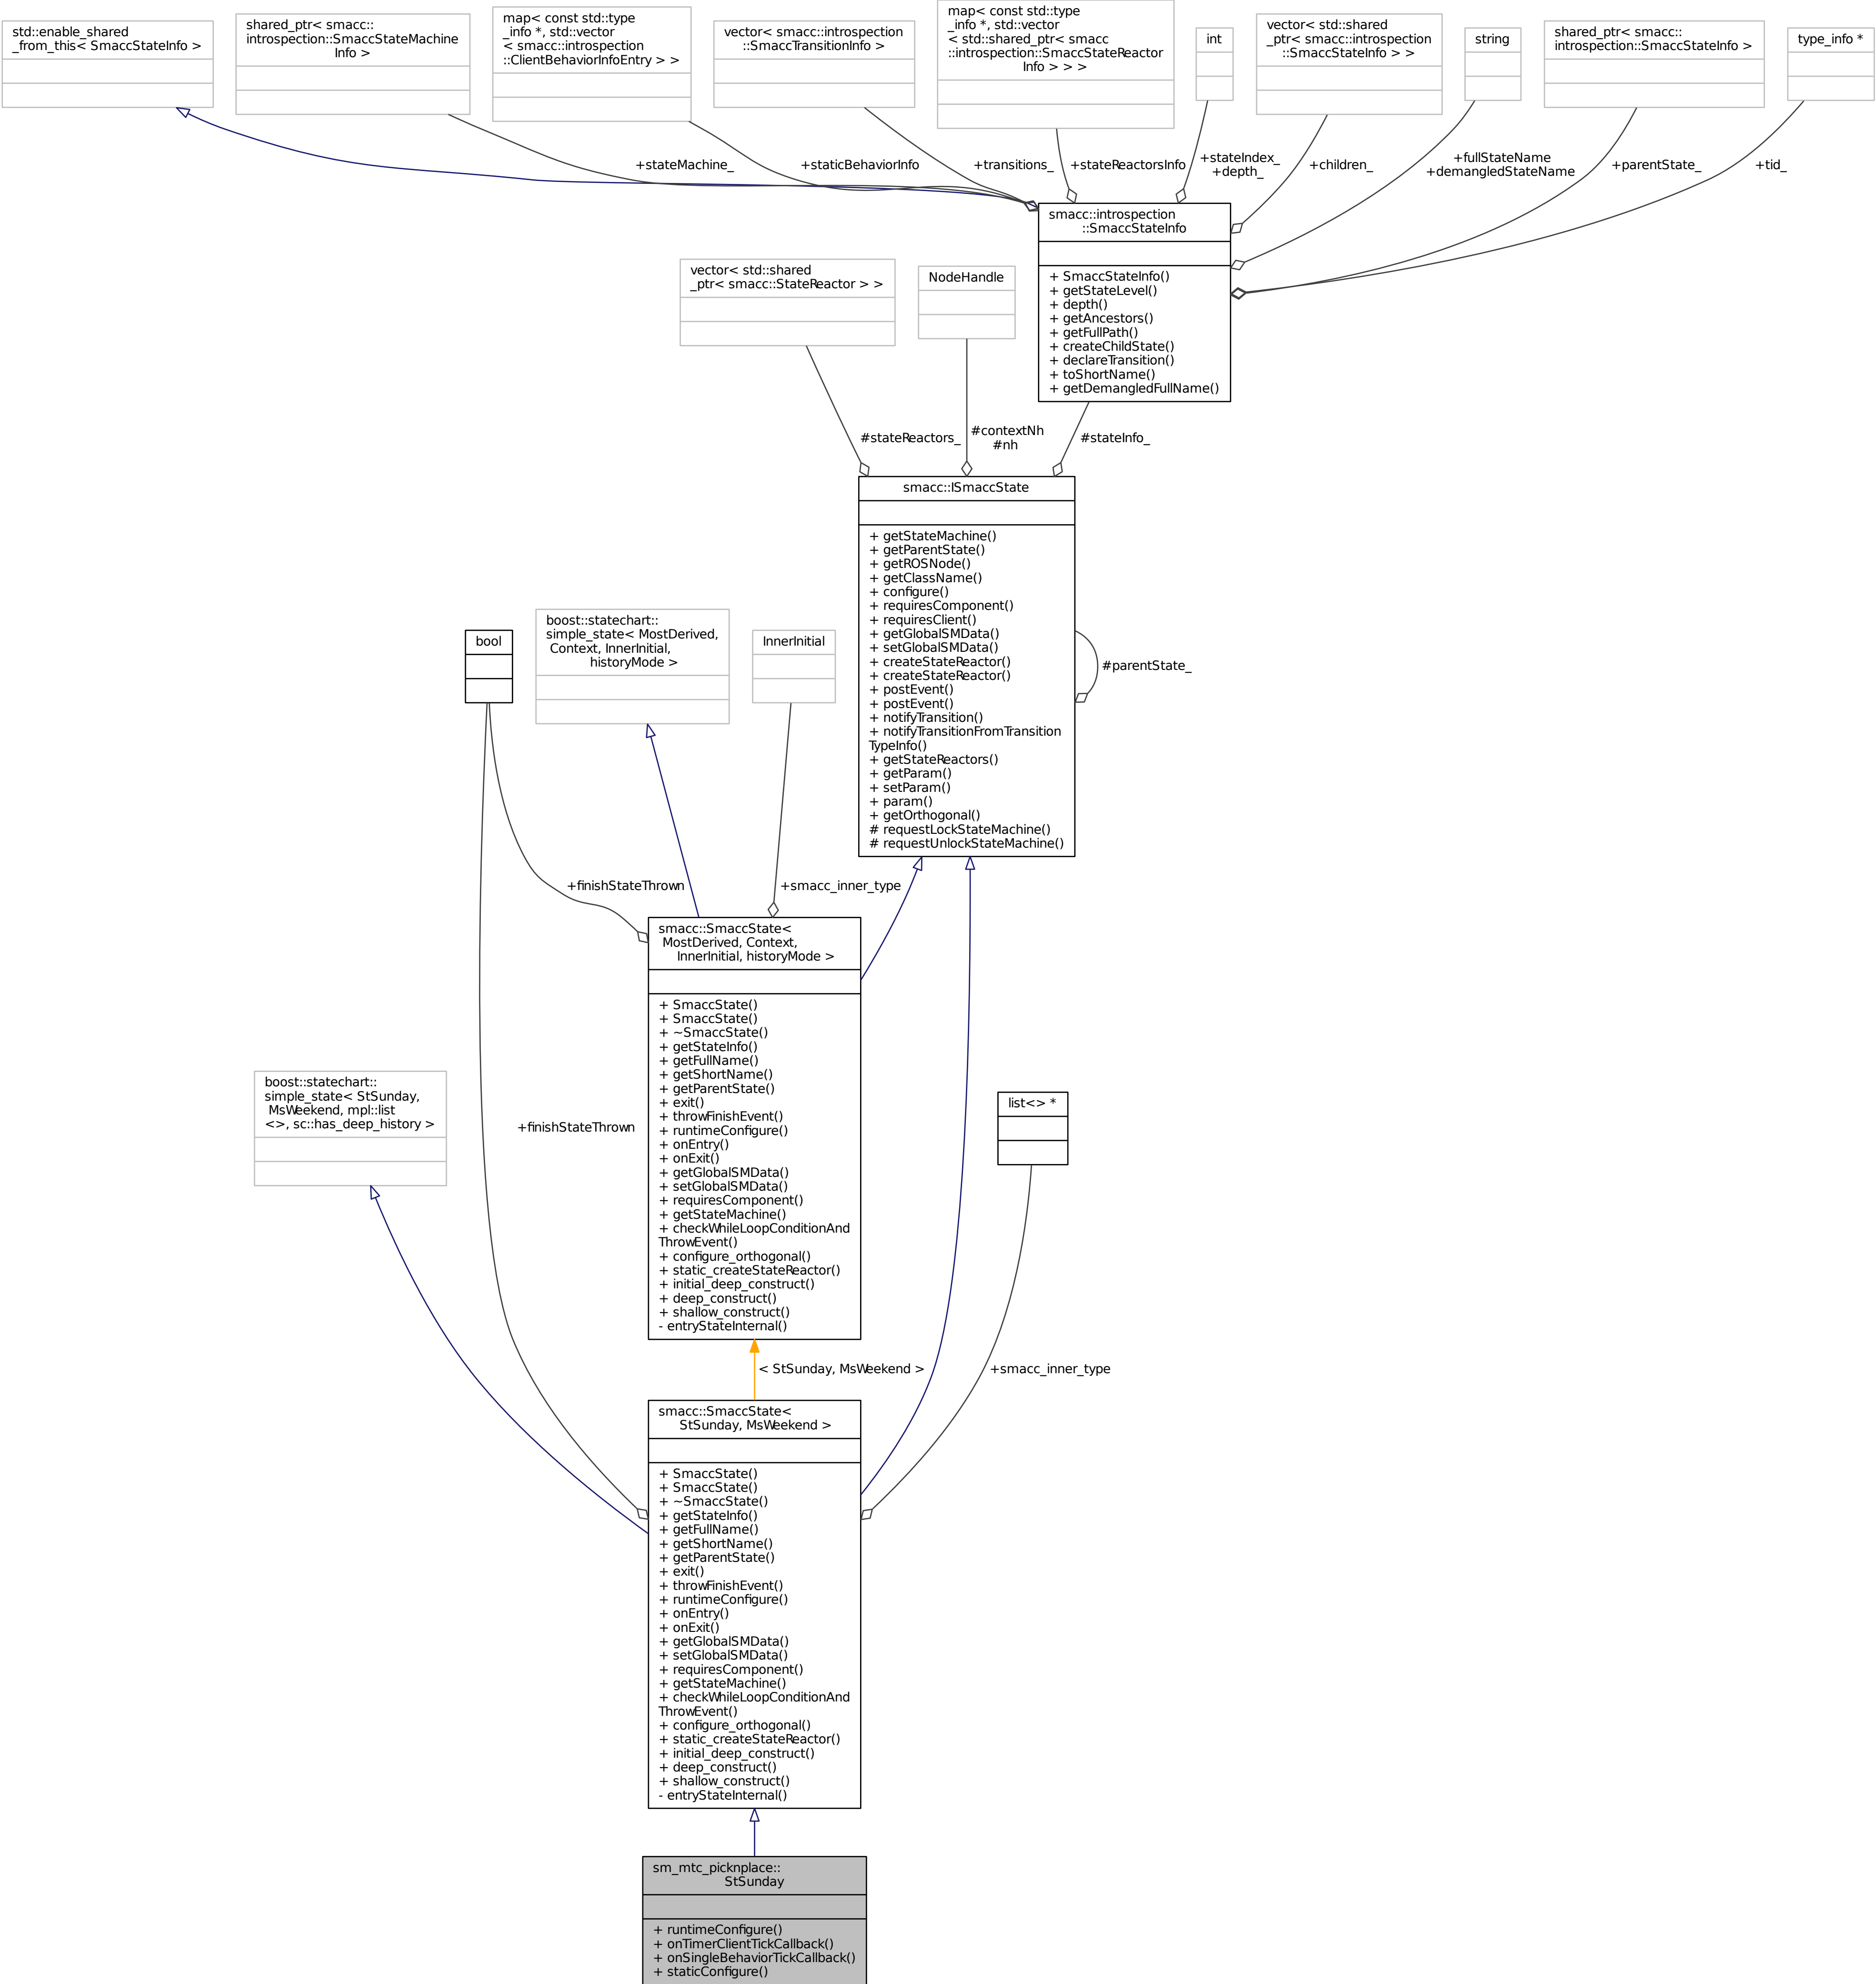 std::enable_shared
_from_this< SmaccStateInfo >
shared_ptr< smacc::
introspection::SmaccStateMachine
Info >
map< const std::type
_info *, std::vector
< smacc::introspection
::ClientBehaviorInfoEntry > >
vector< smacc::introspection
::SmaccTransitionInfo >
map< const std::type
_info *, std::vector
< std::shared_ptr< smacc
::introspection::SmaccStateReactor
Info > > >
int
vector< std::shared
_ptr< smacc::introspection
::SmaccStateInfo > >
string
shared_ptr< smacc::
introspection::SmaccStateInfo >
type_info *
+stateMachine_
+staticBehaviorInfo
+transitions_
+stateReactorsInfo
+stateIndex_
+depth_
+children_
+fullStateName
+demangledStateName
+parentState_
+tid_
smacc::introspection
::SmaccStateInfo
+ SmaccStateInfo()
+ getStateLevel()
+ depth()
+ getAncestors()
+ getFullPath()
+ createChildState()
+ declareTransition()
+ toShortName()
+ getDemangledFullName()
vector< std::shared
_ptr< smacc::StateReactor > >
NodeHandle
#stateReactors_
#contextNh
#nh
#stateInfo_
smacc::ISmaccState
+ getStateMachine()
+ getParentState()
+ getROSNode()
+ getClassName()
+ configure()
+ requiresComponent()
+ requiresClient()
+ getGlobalSMData()
+ setGlobalSMData()
+ createStateReactor()
+ createStateReactor()
+ postEvent()
+ postEvent()
+ notifyTransition()
+ notifyTransitionFromTransition
TypeInfo()
+ getStateReactors()
+ getParam()
+ setParam()
+ param()
+ getOrthogonal()
# requestLockStateMachine()
# requestUnlockStateMachine()
#parentState_
bool
boost::statechart::
simple_state< MostDerived,
Context, InnerInitial,
historyMode >
InnerInitial
+finishStateThrown
+smacc_inner_type
smacc::SmaccState<
MostDerived, Context,
InnerInitial, historyMode >
+ SmaccState()
+ SmaccState()
+ ~SmaccState()
+ getStateInfo()
+ getFullName()
+ getShortName()
+ getParentState()
+ exit()
+ throwFinishEvent()
+ runtimeConfigure()
+ onEntry()
+ onExit()
+ getGlobalSMData()
+ setGlobalSMData()
+ requiresComponent()
+ getStateMachine()
+ checkWhileLoopConditionAnd
ThrowEvent()
+ configure_orthogonal()
+ static_createStateReactor()
+ initial_deep_construct()
+ deep_construct()
+ shallow_construct()
- entryStateInternal()
boost::statechart::
simple_state< StSunday,
MsWeekend, mpl::list
<>, sc::has_deep_history >
+finishStateThrown
list<> *
< StSunday, MsWeekend >
+smacc_inner_type
smacc::SmaccState<
StSunday, MsWeekend >
+ SmaccState()
+ SmaccState()
+ ~SmaccState()
+ getStateInfo()
+ getFullName()
+ getShortName()
+ getParentState()
+ exit()
+ throwFinishEvent()
+ runtimeConfigure()
+ onEntry()
+ onExit()
+ getGlobalSMData()
+ setGlobalSMData()
+ requiresComponent()
+ getStateMachine()
+ checkWhileLoopConditionAnd
ThrowEvent()
+ configure_orthogonal()
+ static_createStateReactor()
+ initial_deep_construct()
+ deep_construct()
+ shallow_construct()
- entryStateInternal()
sm_mtc_picknplace::
StSunday
+ runtimeConfigure()
+ onTimerClientTickCallback()
+ onSingleBehaviorTickCallback()
+ staticConfigure()